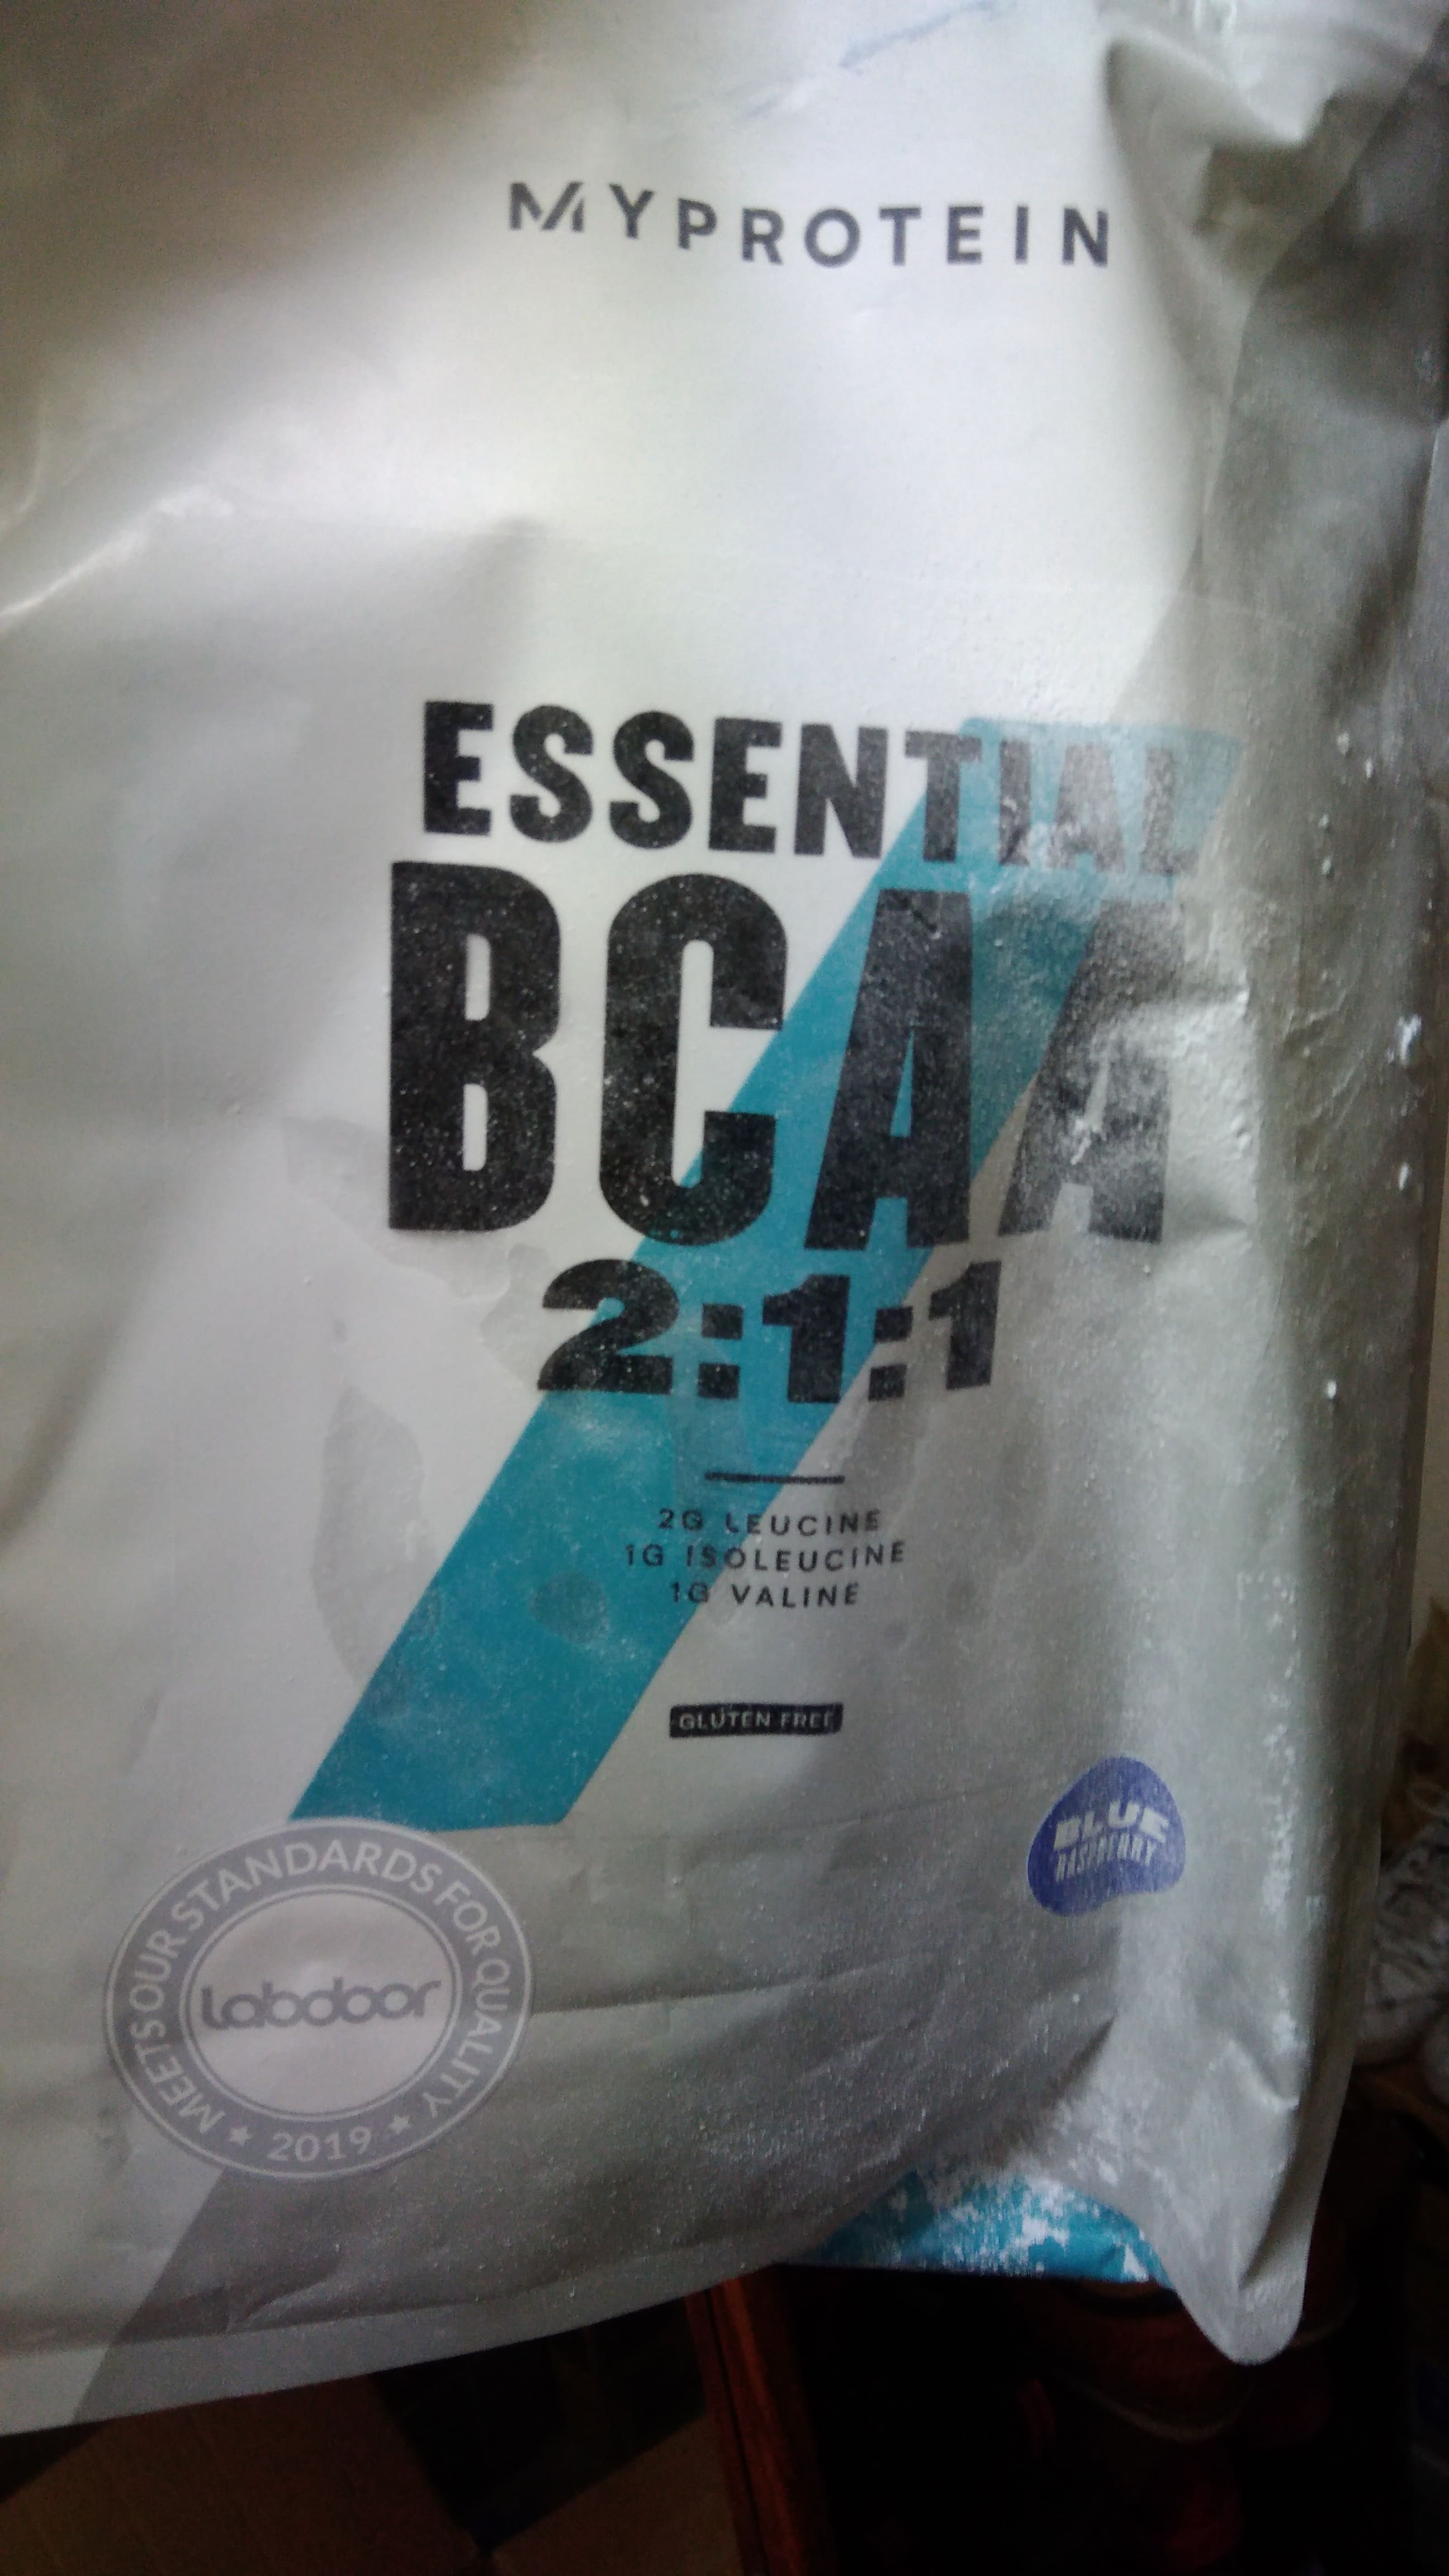 MYPROTEIN
ESSENTIAL
BCAA
2:1:1
2G LEUCINE
1G ISOLEUCINE
1G VALINE
GLUTEN FREE
BLUE
RASPBERRY
MEETS OUR STANDARDS FOR QUALITY
Labdoor
★ 2019 ★